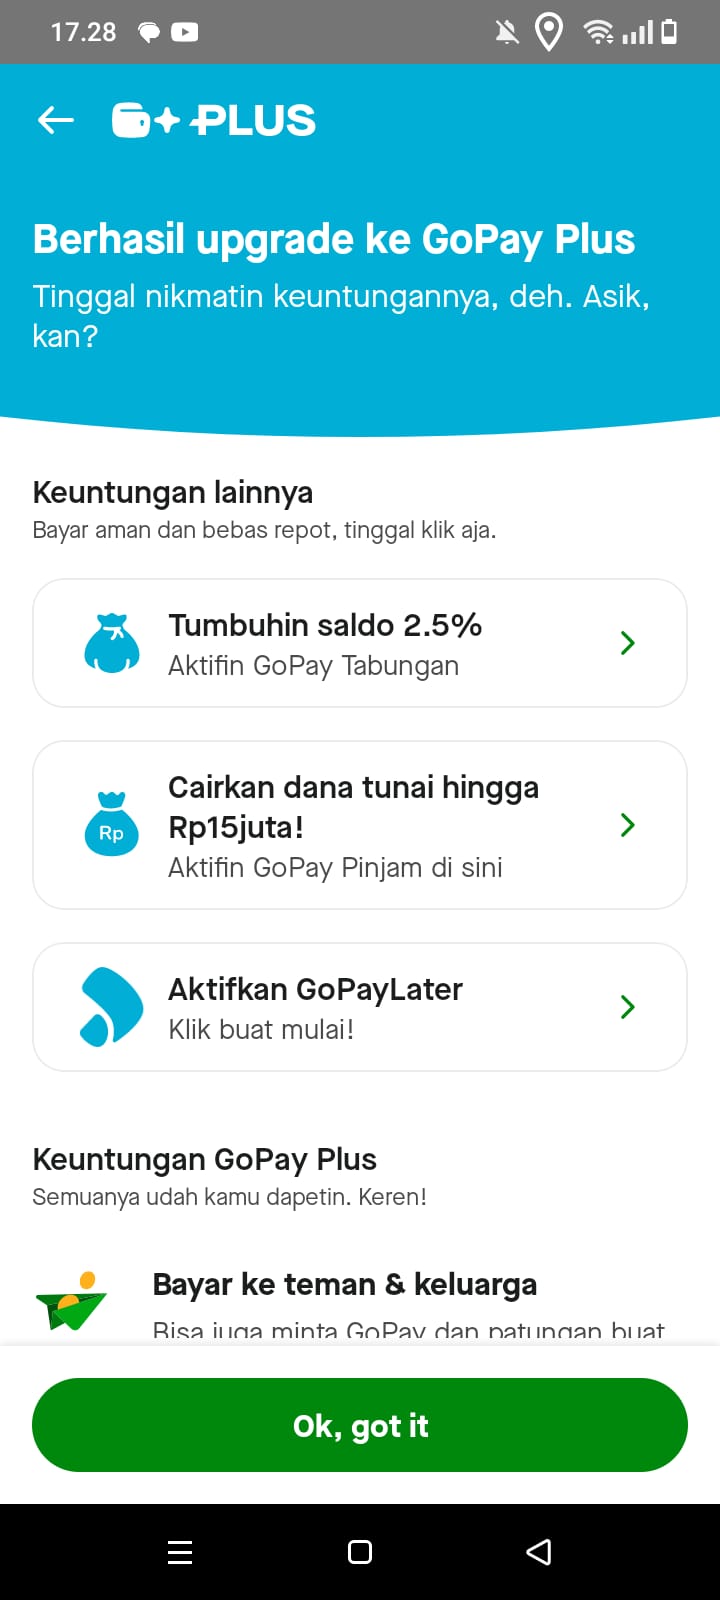 17.28
PLUS
Berhasil upgrade ke GoPay Plus
Tinggal nikmatin keuntungannya, deh. Asik,
kan?
Keuntungan lainnya
Bayar aman dan bebas repot, tinggal klik aja.
Tumbuhin saldo 2.5%
Aktifin GoPay Tabungan
Rp
Cairkan dana tunai hingga
Rp15juta!
Aktifin GoPay Pinjam di sini
Aktifkan GoPayLater
Klik buat mulai!
Keuntungan GoPay Plus
Semuanya udah kamu dapetin. Keren!
Bayar ke teman & keluarga
Bisa juga minta GoPay dan patungan buat
Ok, got it